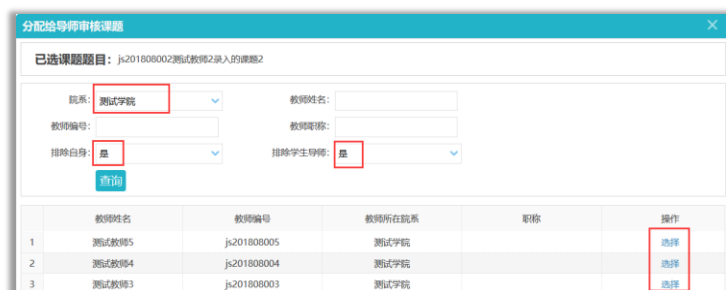 分配给导师审核课题
已选课题题目：js201808002测试教师2录入的课题2
院系：测试学院 教师姓名：
教师编号： 教师职称：
排除自身：是 排除学生导师：是
查询
教师姓名 教师编号 教师所在院系 职称 操作
1 测试教师5 js201808005 测试学院 选择
2 测试教师4 js201808004 测试学院 选择
3 测试教师3 js201808003 测试学院 选择